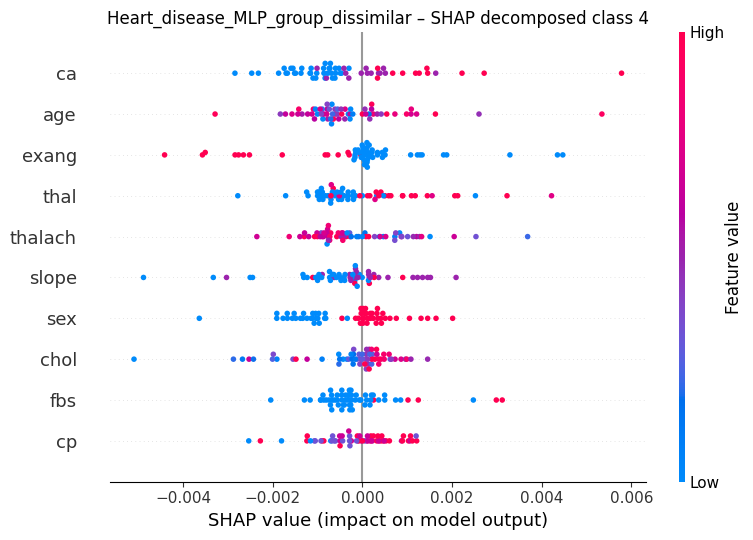 Heart_disease_MLP_group_dissimilar – SHAP decomposed class 4
High
ca
age
exang
thal
thalach
slope
sex
chol
fbs
cp
Feature value
Low
−0.004 −0.002 0.000 0.002 0.004 0.006
SHAP value (impact on model output)